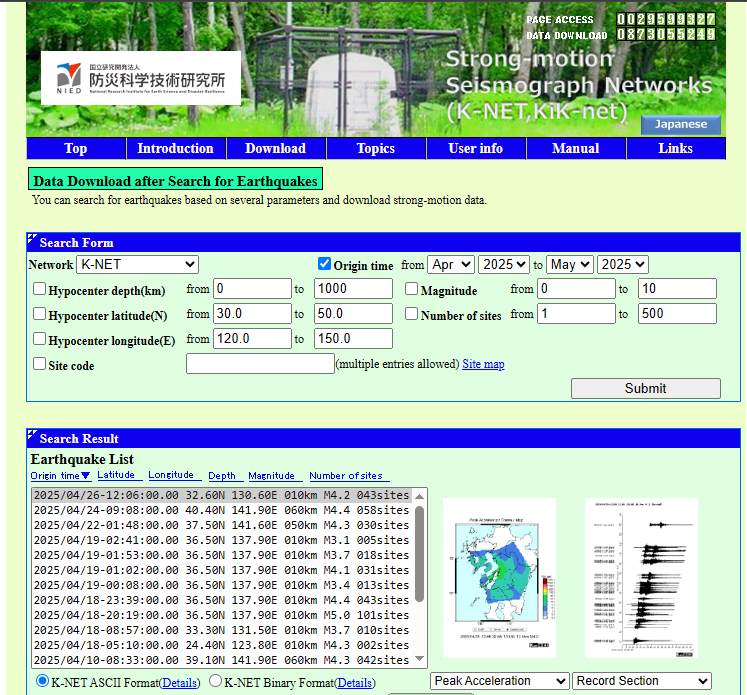 PAGE ACCESS 0029599327
DATA DOWNLOAD 0873055249
国立研究開発法人
防災科学技術研究所
NIED National Research Institute for Earth Science and Disaster Resilience
Strong-motion
Seismograph Networks
(K-NET,KiK-net)
Japanese
Top Introduction Download Topics User info Manual Links
Data Download after Search for Earthquakes
You can search for earthquakes based on several parameters and download strong-motion data.
Search Form
Network K-NET Origin time from Apr 2025 to May 2025
Hypocenter depth(km) from 0 to 1000 Magnitude from 0 to 10
Hypocenter latitude(N) from 30.0 to 50.0 Number of sites from 1 to 500
Hypocenter longitude(E) from 120.0 to 150.0
Site code (multiple entries allowed) Site map
Submit
Search Result
Earthquake List
Origin time▼ Latitude Longitude Depth Magnitude Number of sites
2025/04/26-12:06:00.00 32.60N 130.60E 010km M4.2 043sites
2025/04/24-09:08:00.00 40.40N 141.90E 060km M4.4 058sites
2025/04/22-01:48:00.00 37.50N 141.60E 050km M4.3 030sites
2025/04/19-02:41:00.00 36.50N 137.90E 010km M3.1 005sites
2025/04/19-01:53:00.00 36.50N 137.90E 010km M3.7 018sites
2025/04/19-01:02:00.00 36.50N 137.90E 010km M4.1 031sites
2025/04/19-00:08:00.00 36.50N 137.90E 010km M3.4 013sites
2025/04/18-23:39:00.00 36.50N 137.90E 010km M4.4 043sites
2025/04/18-20:19:00.00 36.50N 137.90E 010km M5.0 101sites
2025/04/18-08:57:00.00 33.30N 131.50E 010km M3.7 010sites
2025/04/18-05:10:00.00 24.40N 123.80E 010km M4.3 002sites
2025/04/10-08:33:00.00 39.10N 141.90E 060km M4.3 042sites
K-NET ASCII Format(Details) K-NET Binary Format(Details)
Peak Acceleration Record Section